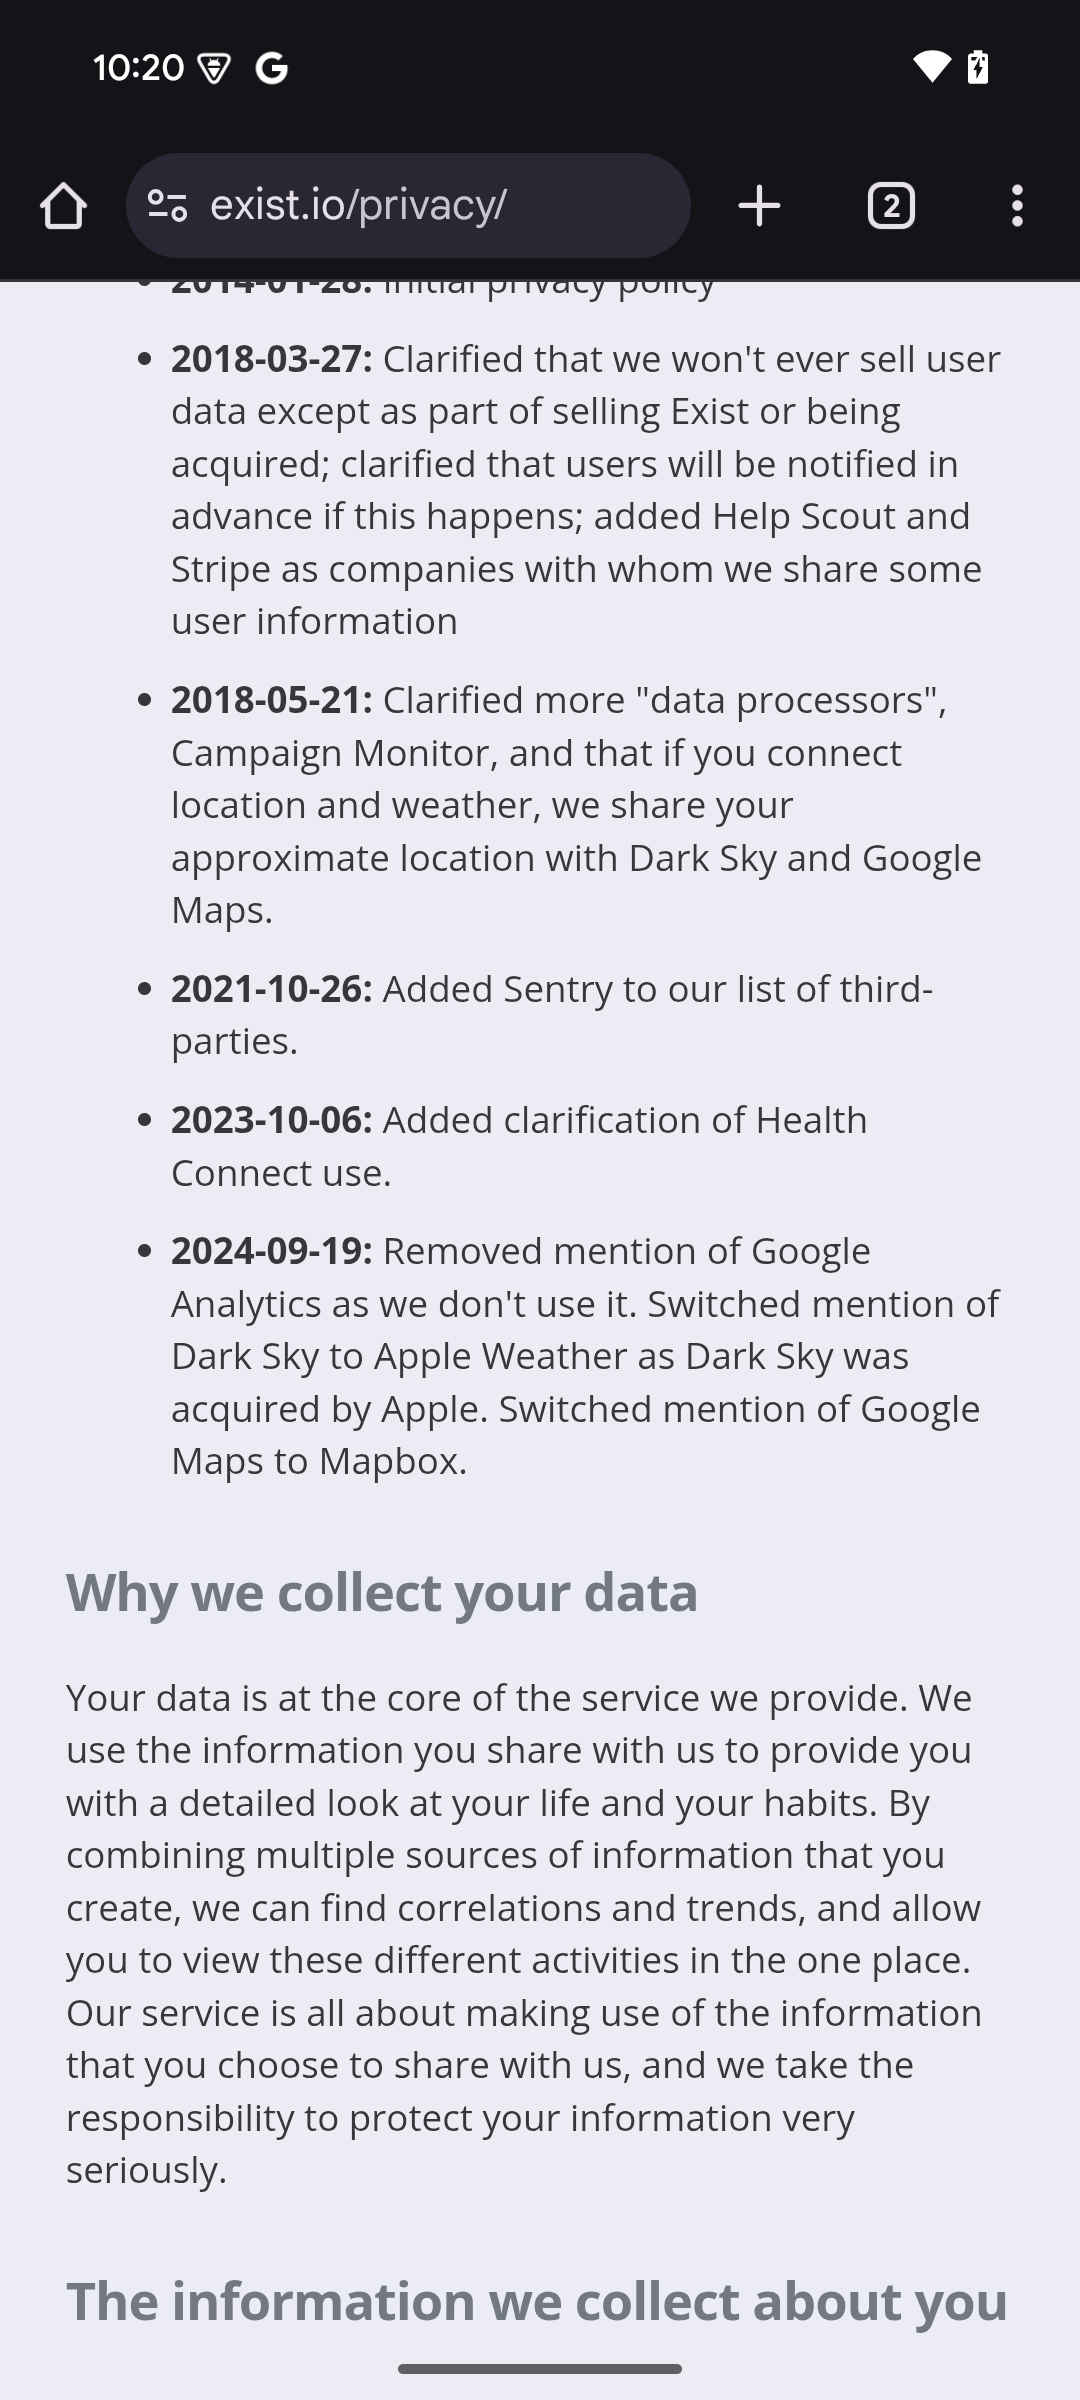 10:20
exist.io/privacy/
2
2014-01-28: Initial privacy policy
2018-03-27: Clarified that we won't ever sell user
data except as part of selling Exist or being
acquired; clarified that users will be notified in
advance if this happens; added Help Scout and
Stripe as companies with whom we share some
user information
2018-05-21: Clarified more "data processors",
Campaign Monitor, and that if you connect
location and weather, we share your
approximate location with Dark Sky and Google
Maps.
2021-10-26: Added Sentry to our list of third-
parties.
2023-10-06: Added clarification of Health
Connect use.
2024-09-19: Removed mention of Google
Analytics as we don't use it. Switched mention of
Dark Sky to Apple Weather as Dark Sky was
acquired by Apple. Switched mention of Google
Maps to Mapbox.
Why we collect your data
Your data is at the core of the service we provide. We
use the information you share with us to provide you
with a detailed look at your life and your habits. By
combining multiple sources of information that you
create, we can find correlations and trends, and allow
you to view these different activities in the one place.
Our service is all about making use of the information
that you choose to share with us, and we take the
responsibility to protect your information very
seriously.
The information we collect about you